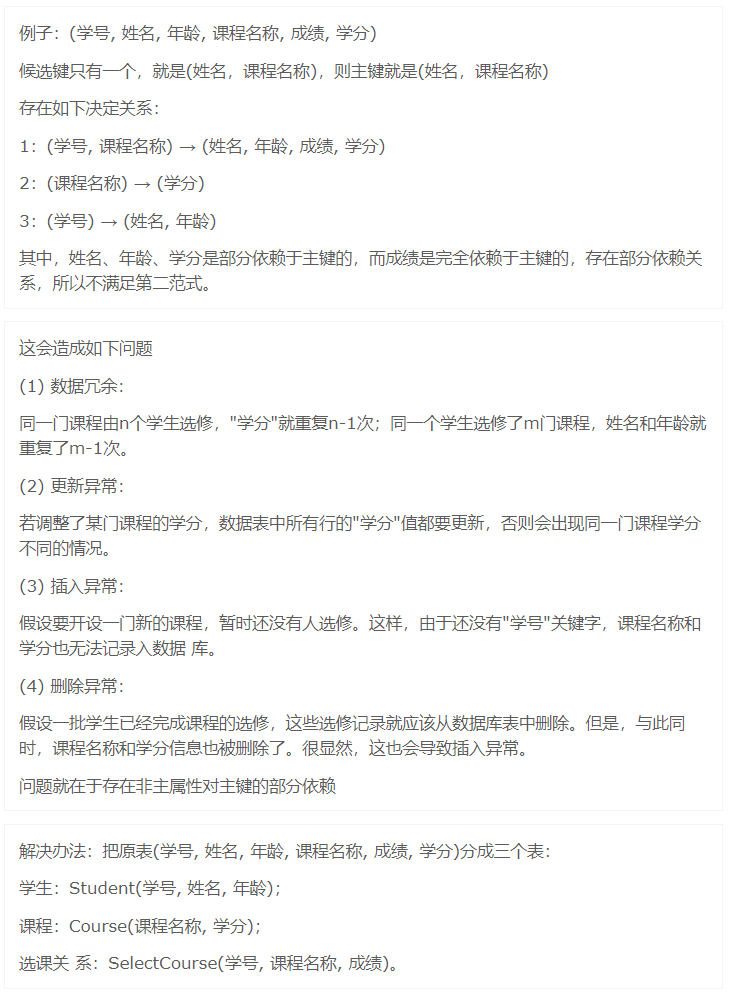 例子：(学号, 姓名, 年龄, 课程名称, 成绩, 学分)
候选键只有一个，就是(姓名，课程名称)，则主键就是(姓名，课程名称)
存在如下决定关系：
1：(学号, 课程名称) → (姓名, 年龄, 成绩, 学分)
2：(课程名称) → (学分)
3：(学号) → (姓名, 年龄)
其中，姓名、年龄、学分是部分依赖于主键的，而成绩是完全依赖于主键的，存在部分依赖关
系，所以不满足第二范式。
这会造成如下问题
(1) 数据冗余：
同一门课程由n个学生选修，"学分"就重复n-1次；同一个学生选修了m门课程，姓名和年龄就
重复了m-1次。
(2) 更新异常：
若调整了某门课程的学分，数据表中所有行的"学分"值都要更新，否则会出现同一门课程学分
不同的情况。
(3) 插入异常：
假设要开设一门新的课程，暂时还没有人选修。这样，由于还没有"学号"关键字，课程名称和
学分也无法记录入数据 库。
(4) 删除异常：
假设一批学生已经完成课程的选修，这些选修记录就应该从数据库表中删除。但是，与此同
时，课程名称和学分信息也被删除了。很显然，这也会导致插入异常。
问题就在于存在非主属性对主键的部分依赖
解决办法：把原表(学号, 姓名, 年龄, 课程名称, 成绩, 学分)分成三个表：
学生：Student(学号, 姓名, 年龄)；
课程：Course(课程名称, 学分)；
选课关 系：SelectCourse(学号, 课程名称, 成绩)。